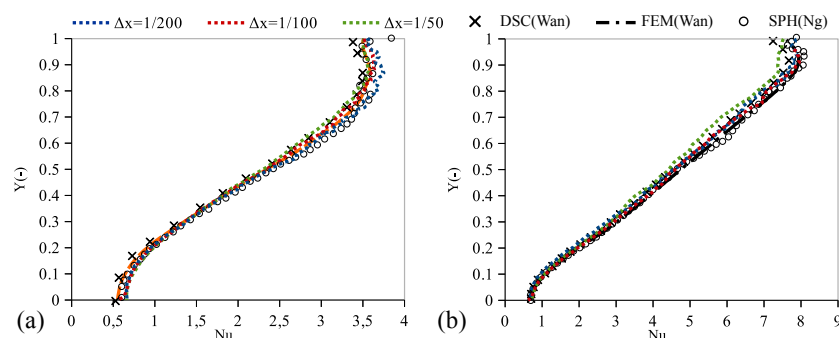 Δx=1/200 Δx=1/100 Δx=1/50 DSC(Wan) FEM(Wan) SPH(Ng)
1
0.9
0.8
0.7
0.6
0.5
0.4
0.3
0.2
0.1
0
Y(-)
0 0,5 1 1,5 2 2,5 3 3,5 4
(a)
Nu
1
0.9
0.8
0.7
0.6
0.5
0.4
0.3
0.2
0.1
0
Y(-)
0 1 2 3 4 5 6 7 8 9
(b)
Nu